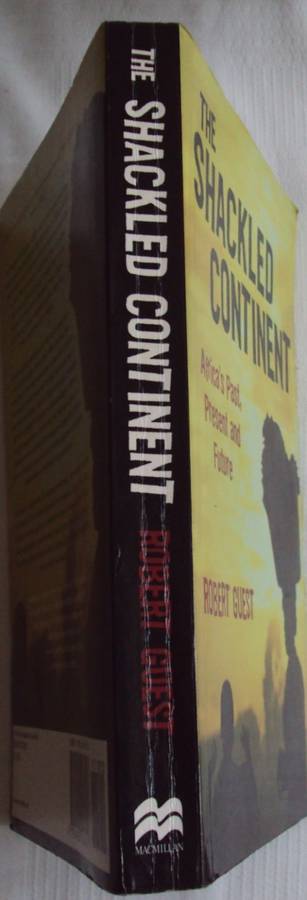 THE SHACKLED CONTINENT
ROBERT GUEST
MACMILLAN
THE
SHACKLED
CONTINENT
Africa's Past,
Present and
Future
ROBERT GUEST